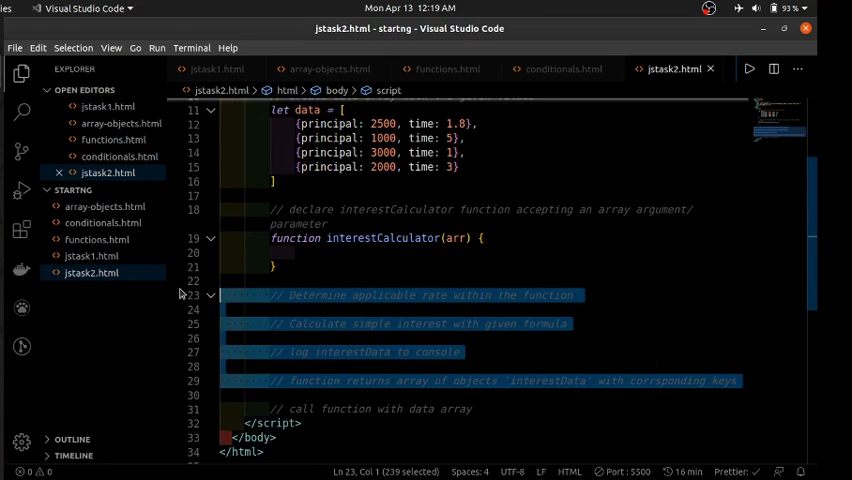 ies
Visual Studio Code
Mon Apr 13 12:19 AM
93 %
jstask2.html - startng - Visual Studio Code
File Edit Selection View Go Run Terminal Help
EXPLORER
jstask1.html
array-objects.html
functions.html
conditionals.html
jstask2.html
OPEN EDITORS
jstask1.html
array-objects.html
functions.html
conditionals.html
jstask2.html
STARTNG
array-objects.html
conditionals.html
functions.html
jstask1.html
jstask2.html
OUTLINE
TIMELINE
jstask2.html > html > body > script
11 let data = [
12 {principal: 2500, time: 1.8},
13 {principal: 1000, time: 5},
14 {principal: 3000, time: 1},
15 {principal: 2000, time: 3}
16 ]
17
18 // declare interestCalculator function accepting an array argument/
parameter
19 function interestCalculator(arr) {
20
21 }
22
23 // Determine applicable rate within the function
24
25 // Calculate simple interest with given formula
26
27 // log interestData to console
28
29 // function returns array of objects 'interestData' with corrsponding keys
30
31 // call function with data array
32 </script>
33 </body>
34 </html>
0 0
Ln 23, Col 1 (239 selected)
Spaces: 4
UTF-8
LF
HTML
Port : 5500
16 min
Prettier: ✓